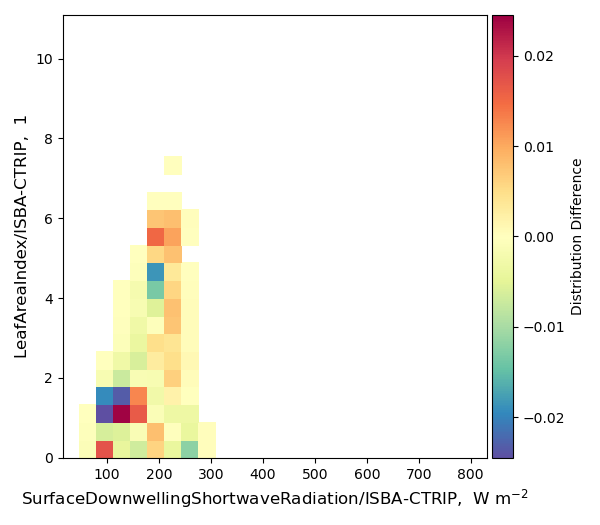 10
8
6
4
2
0
LeafAreaIndex/ISBA-CTRIP,  1
100 200 300 400 500 600 700 800
SurfaceDownwellingShortwaveRadiation/ISBA-CTRIP,  W m⁻²
0.02
0.01
0.00
−0.01
−0.02
Distribution Difference